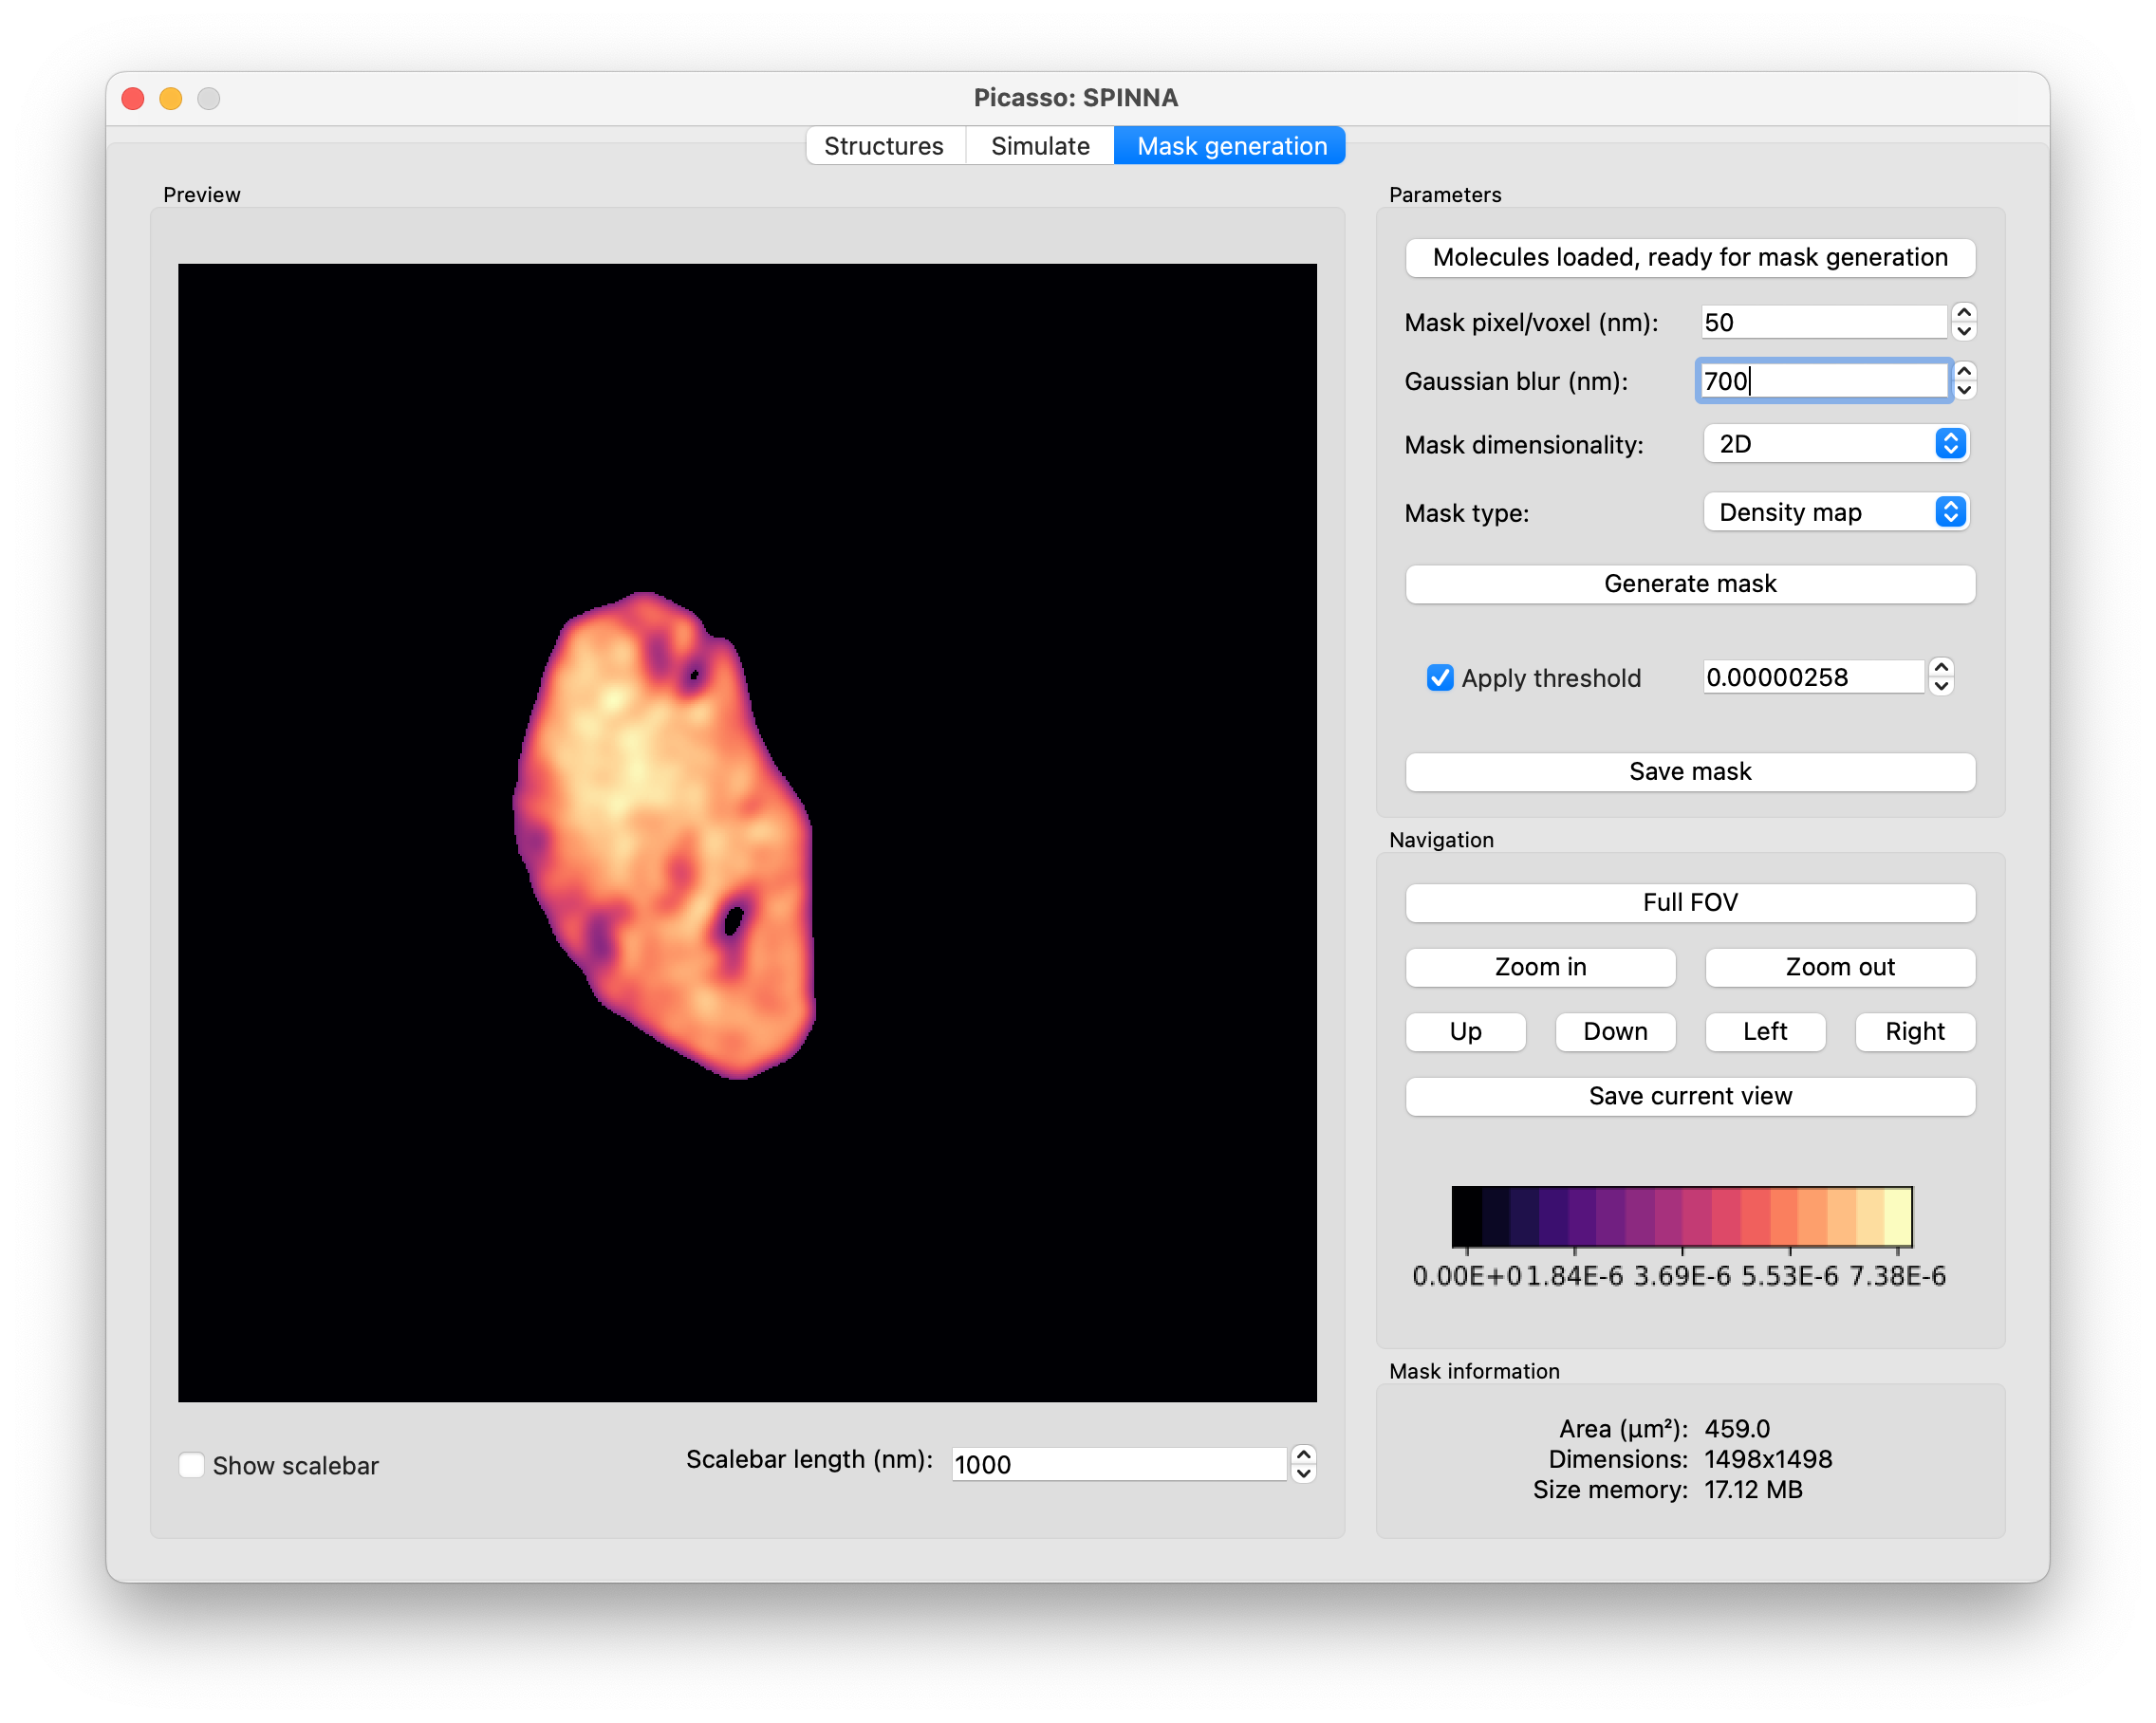 Picasso: SPINNA
Structures Simulate Mask generation
Preview
Show scalebar
Scalebar length (nm): 1000
Parameters
Molecules loaded, ready for mask generation
Mask pixel/voxel (nm): 50
Gaussian blur (nm): 700
Mask dimensionality: 2D
Mask type: Density map
Generate mask
Apply threshold 0.00000258
Save mask
Navigation
Full FOV
Zoom in Zoom out
Up Down Left Right
Save current view
0.00E+0 1.84E-6 3.69E-6 5.53E-6 7.38E-6
Mask information
Area (μm²): 459.0
Dimensions: 1498x1498
Size memory: 17.12 MB